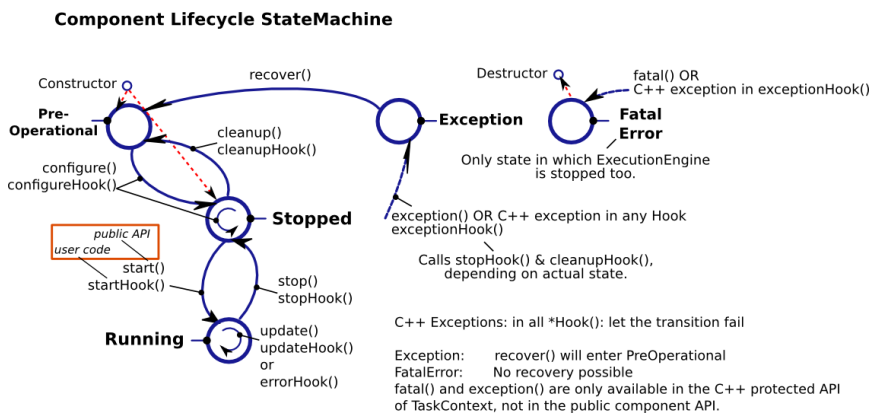 Component Lifecycle StateMachine
Constructor
recover()
Destructor
fatal() OR
C++ exception in exceptionHook()
Pre-
Operational
Exception
Fatal
Error
cleanup()
cleanupHook()
Only state in which ExecutionEngine
is stopped too.
configure()
configureHook()
Stopped
exception() OR C++ exception in any Hook
exceptionHook()
public API
user code
Calls stopHook() & cleanupHook(),
depending on actual state.
start()
startHook()
stop()
stopHook()
Running
update()
updateHook()
or
errorHook()
C++ Exceptions: in all *Hook(): let the transition fail
Exception: recover() will enter PreOperational
FatalError: No recovery possible
fatal() and exception() are only available in the C++ protected API
of TaskContext, not in the public component API.